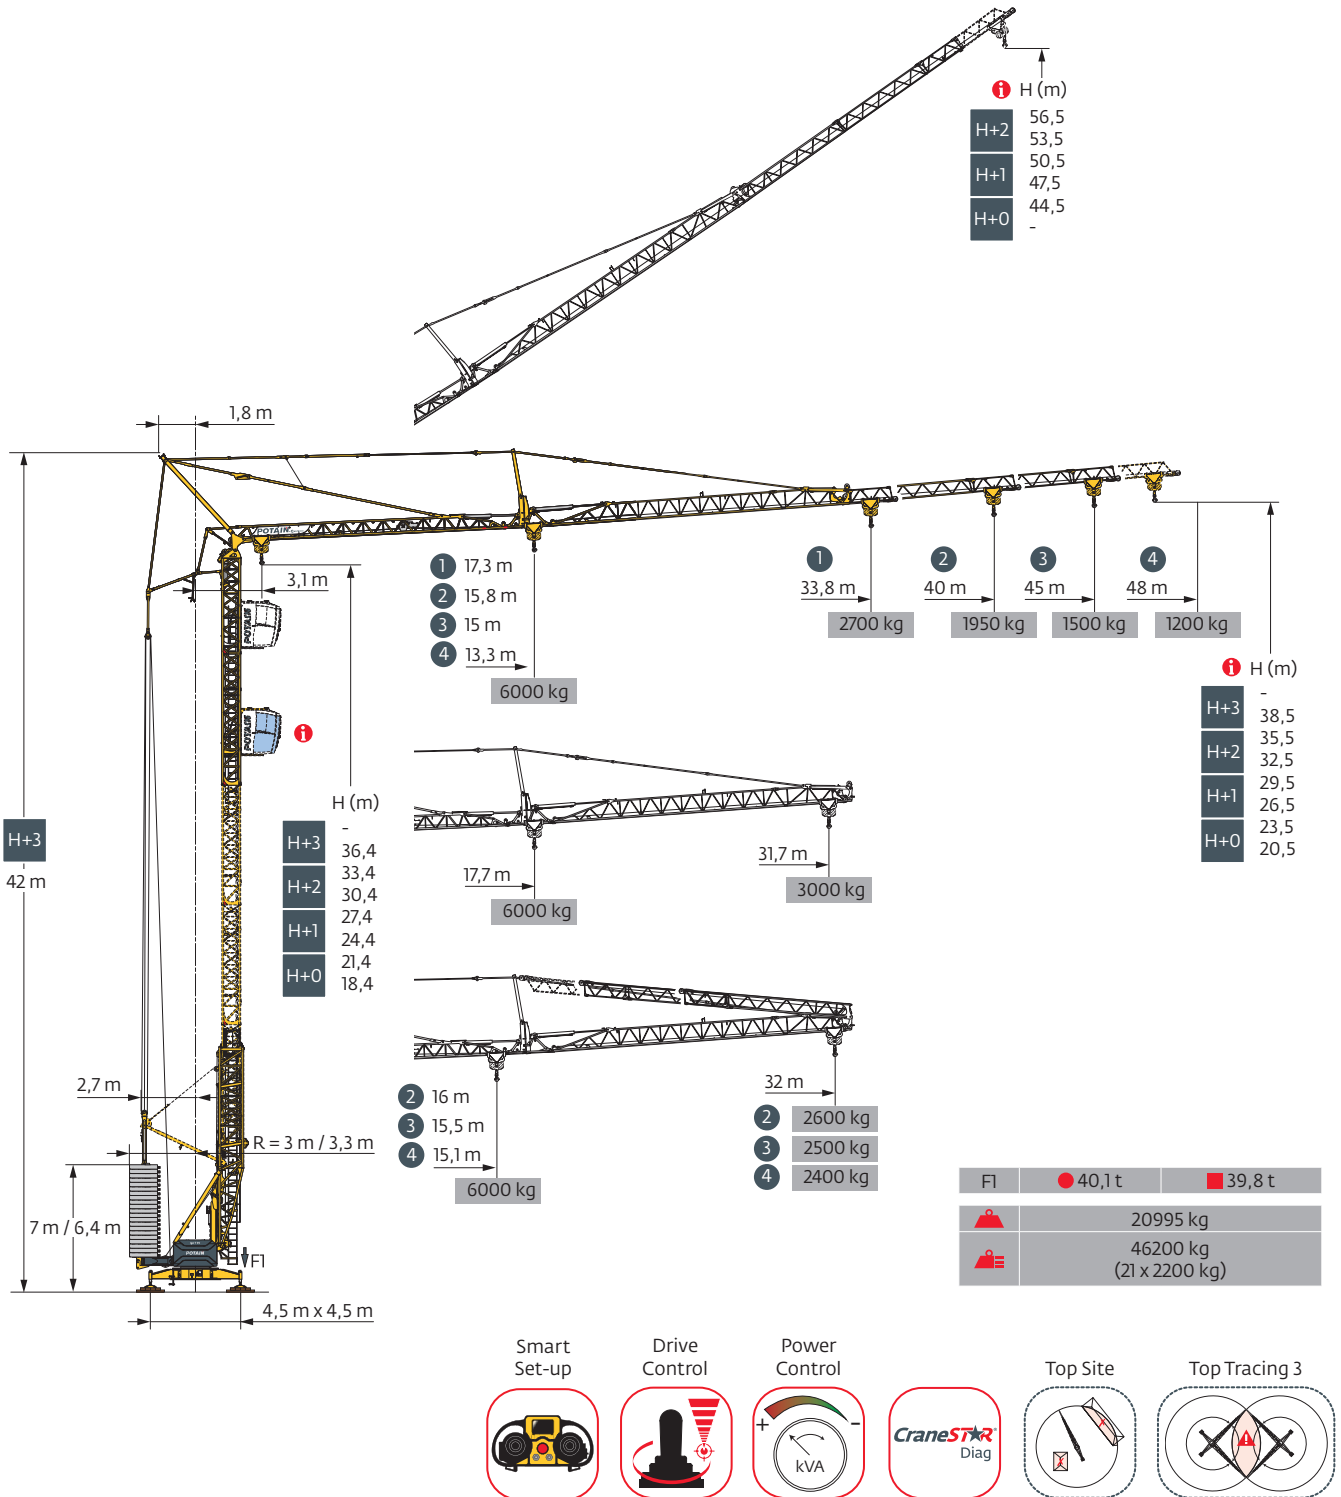 H (m)
H+2
56,5
53,5
H+1
50,5
47,5
H+0
44,5
-
1,8 m
POTAIN
3,1 m
1 17,3 m
2 15,8 m
3 15 m
4 13,3 m
6000 kg
1
33,8 m
2700 kg
2
40 m
1950 kg
3
45 m
1500 kg
4
48 m
1200 kg
POTAIN
POTAIN
H (m)
H+3
-
38,5
H+2
35,5
32,5
H+1
29,5
26,5
H+0
23,5
20,5
H (m)
H+3
-
36,4
H+2
33,4
30,4
H+1
27,4
24,4
H+0
21,4
18,4
H+3
42 m
17,7 m
6000 kg
31,7 m
3000 kg
2 16 m
3 15,5 m
4 15,1 m
6000 kg
32 m
2 2600 kg
3 2500 kg
4 2400 kg
2,7 m
R = 3 m / 3,3 m
7 m / 6,4 m
POTAIN
F1
4,5 m x 4,5 m
F1 40,1 t 39,8 t
20995 kg
46200 kg
(21 x 2200 kg)
Smart
Set-up
Drive
Control
Power
Control
+ -
kVA
CraneSTAR
Diag
Top Site
Top Tracing 3